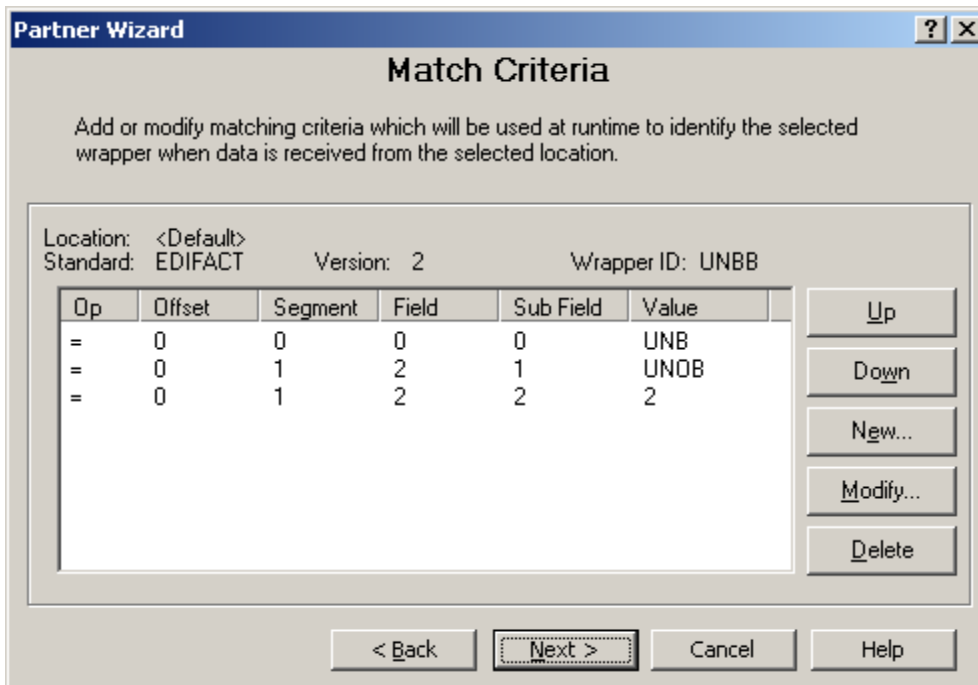 Partner Wizard ? ×
Match Criteria
Add or modify matching criteria which will be used at runtime to identify the selected
wrapper when data is received from the selected location.
Location: <Default>
Standard: EDIFACT Version: 2 Wrapper ID: UNBB
Op Offset Segment Field Sub Field Value
= 0 0 0 0 UNB
= 0 1 2 1 UNOB
= 0 1 2 2 2
Up
Down
New...
Modify...
Delete
< Back Next > Cancel Help